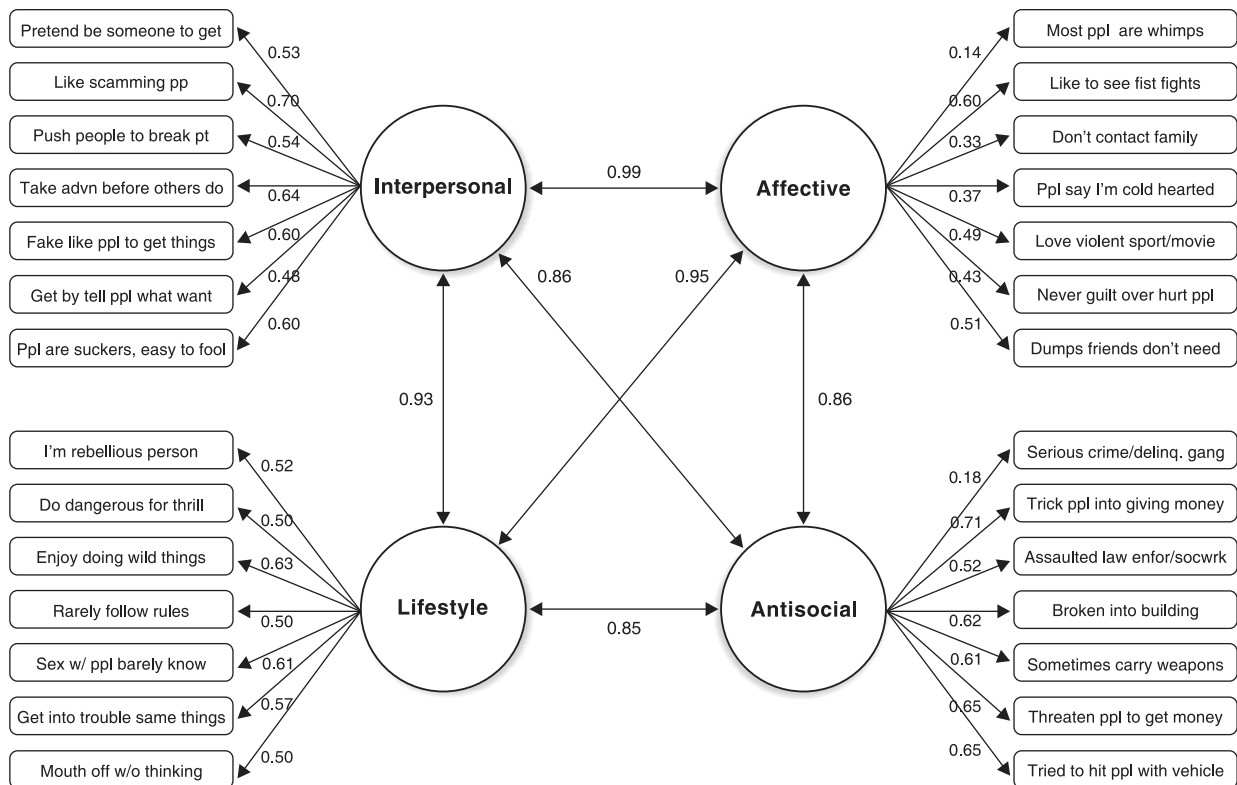 Pretend be someone to get
0.53
Like scamming pp
0.70
Push people to break pt
0.54
Take advn before others do
0.64
Fake like ppl to get things
0.60
Get by tell ppl what want
0.48
Ppl are suckers, easy to fool
0.60
Interpersonal
0.99
Affective
Most ppl are whimps
0.14
Like to see fist fights
0.60
Don't contact family
0.33
Ppl say I'm cold hearted
0.37
Love violent sport/movie
0.49
Never guilt over hurt ppl
0.43
Dumps friends don't need
0.51
0.86
0.95
0.93
0.86
I'm rebellious person
0.52
Do dangerous for thrill
0.50
Enjoy doing wild things
0.63
Rarely follow rules
0.50
Sex w/ ppl barely know
0.61
Get into trouble same things
0.57
Mouth off w/o thinking
0.50
Lifestyle
0.85
Antisocial
Serious crime/delinq. gang
0.18
Trick ppl into giving money
0.71
Assaulted law enfor/socwrk
0.52
Broken into building
0.62
Sometimes carry weapons
0.61
Threaten ppl to get money
0.65
Tried to hit ppl with vehicle
0.65